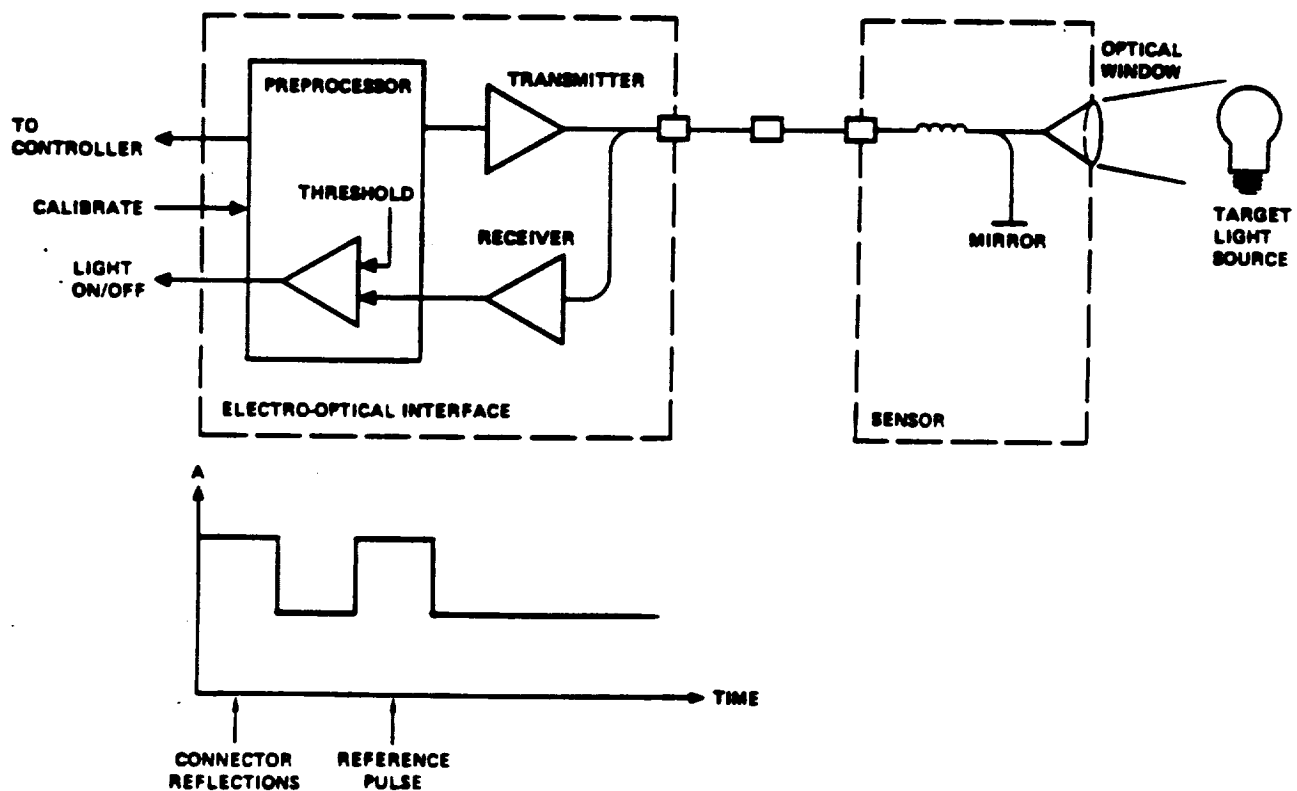 OPTICAL
WINDOW
PREPROCESSOR
TRANSMITTER
TO
CONTROLLER
THRESHOLD
CALIBRATE
RECEIVER
MIRROR
TARGET
LIGHT
SOURCE
LIGHT
ON/OFF
ELECTRO-OPTICAL INTERFACE
SENSOR
A
TIME
CONNECTOR
REFLECTIONS
REFERENCE
PULSE